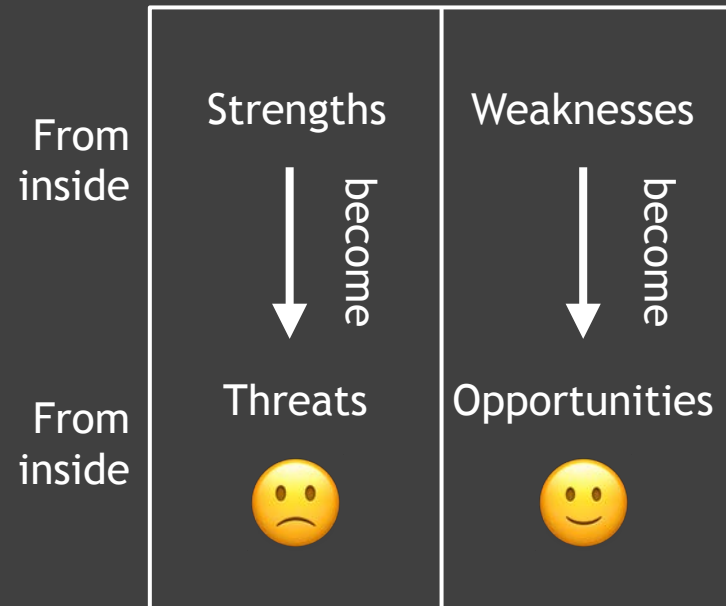 From
inside
Strengths
Weaknesses
become
become
From
inside
Threats
Opportunities